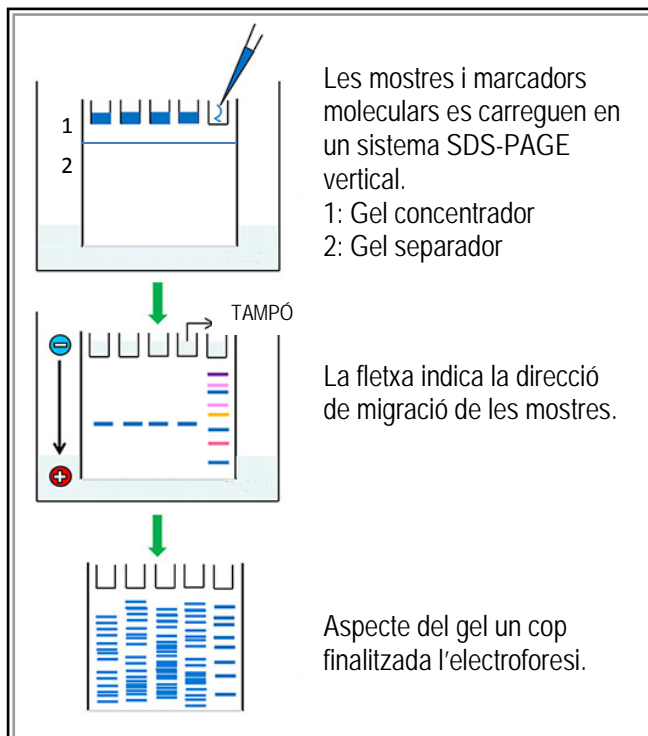 Les mostres i marcadors
moleculars es carreguen en
un sistema SDS-PAGE
vertical.
1: Gel concentrador
2: Gel separador
1
2
TAMPÓ
La fletxa indica la direcció
de migració de les mostres.
Aspecte del gel un cop
finalitzada l'electroforesi.